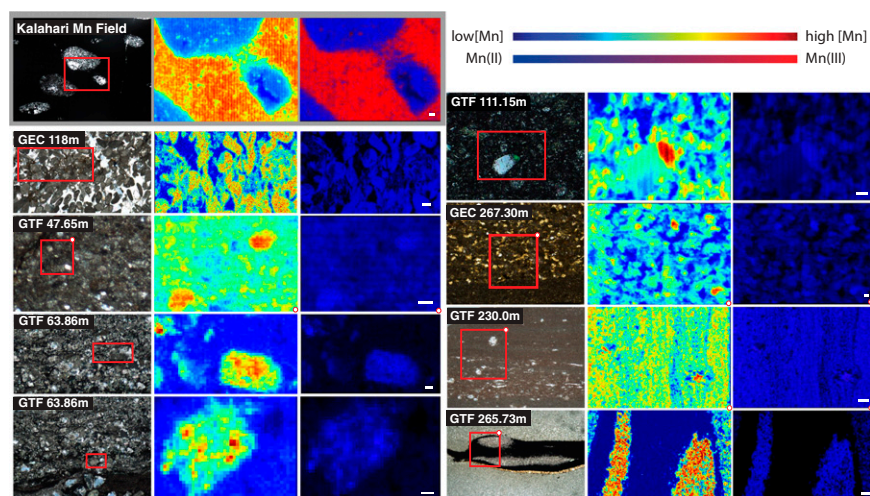 Kalahari Mn Field
low[Mn] high [Mn]
Mn(II) Mn(III)
GEC 118m
GTF 47.65m
GTF 63.86m
GTF 63.86m
GTF 111.15m
GEC 267.30m
GTF 230.0m
GTF 265.73m